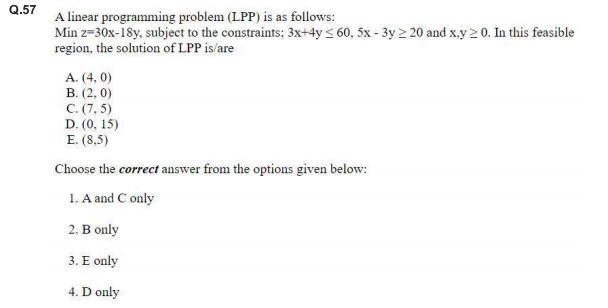 Q.57
A linear programming problem (LPP) is as follows:
Min z=30x-18y, subject to the constraints; 3x+4y ≤ 60, 5x - 3y ≥ 20 and x,y ≥ 0. In this feasible
region, the solution of LPP is/are
A. (4, 0)
B. (2, 0)
C. (7, 5)
D. (0, 15)
E. (8,5)
Choose the correct answer from the options given below:
1. A and C only
2. B only
3. E only
4. D only